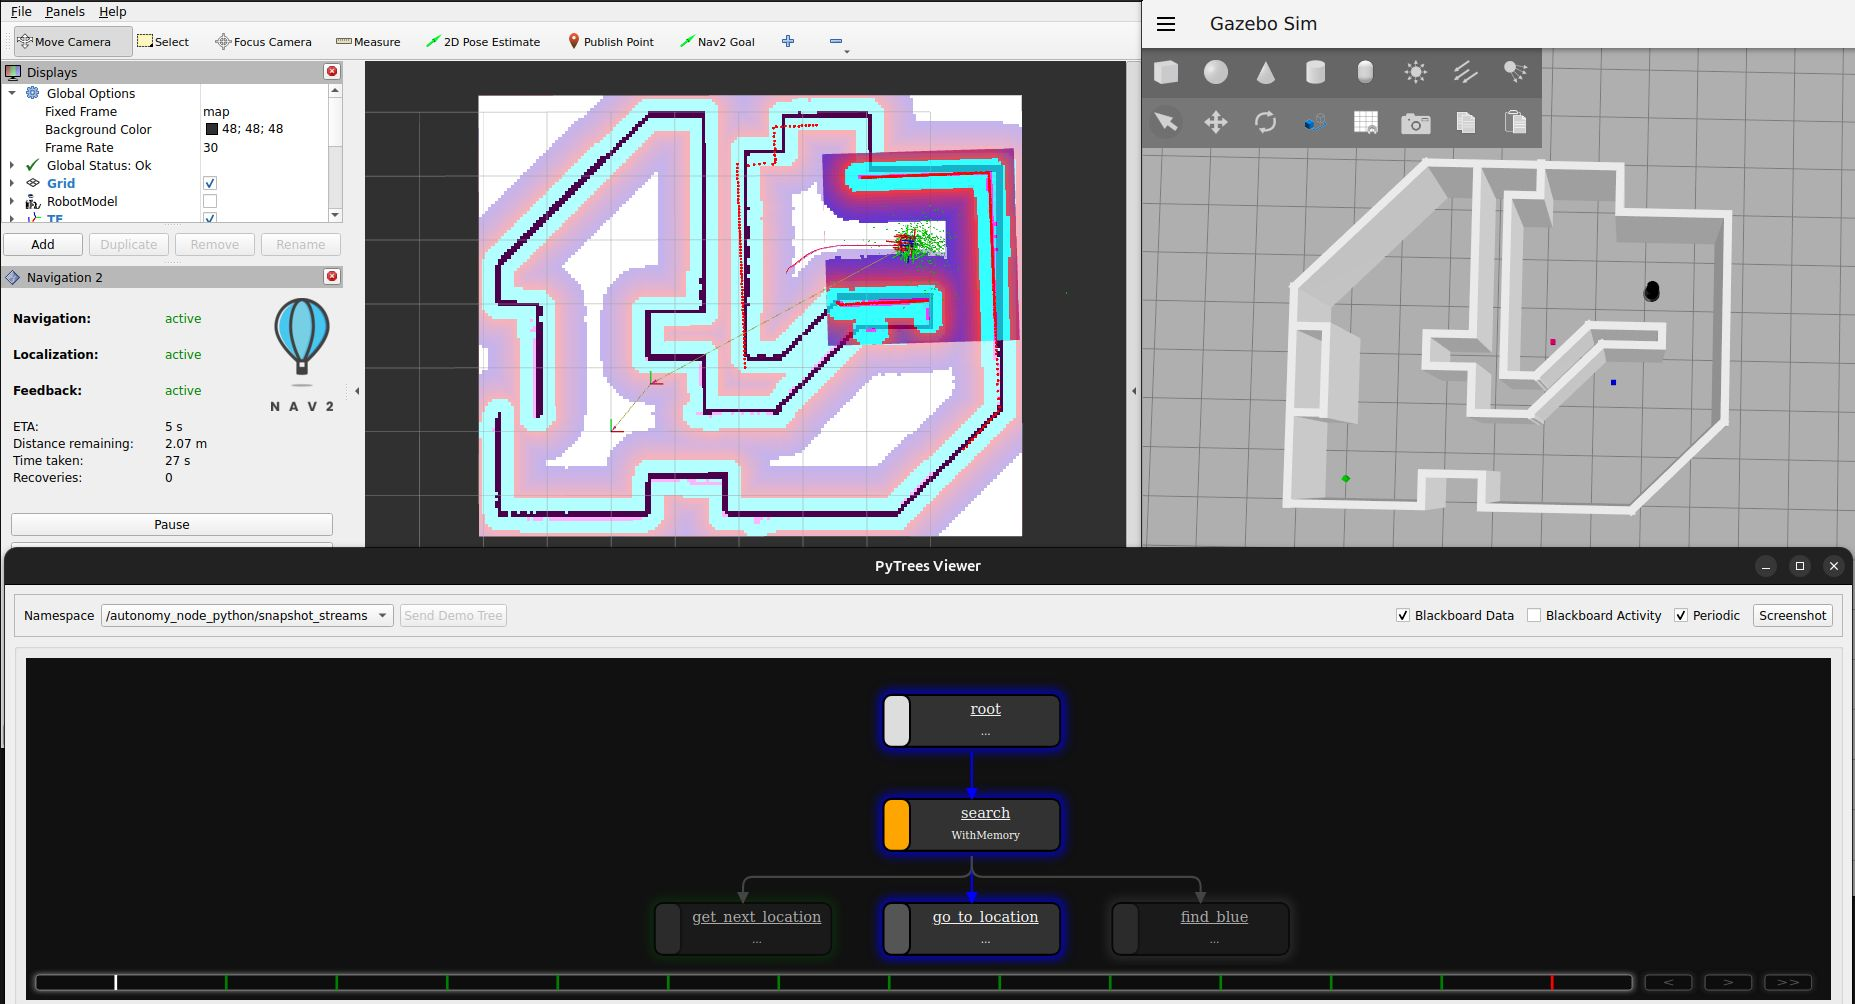 File Panels Help
Move Camera Select Focus Camera Measure 2D Pose Estimate Publish Point Nav2 Goal
Displays
Global Options
Fixed Frame map
Background Color 48; 48; 48
Frame Rate 30
Global Status: Ok
Grid
RobotModel
TF
Add Duplicate Remove Rename
Navigation 2
Navigation: active
Localization: active
Feedback: active
NAV2
ETA: 5 s
Distance remaining: 2.07 m
Time taken: 27 s
Recoveries: 0
Pause
Gazebo Sim
PyTrees Viewer
Namespace /autonomy_node_python/snapshot_streams Send Demo Tree Blackboard Data Blackboard Activity Periodic Screenshot
root
...
search
WithMemory
get_next_location
...
go_to_location
...
find_blue
...
< > >>